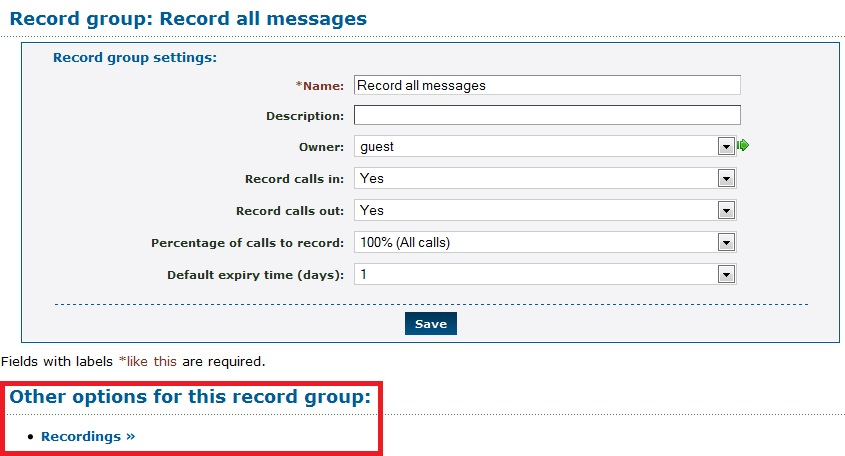 Record group: Record all messages
Record group settings:
*Name: Record all messages
Description:
Owner: guest
Record calls in: Yes
Record calls out: Yes
Percentage of calls to record: 100% (All calls)
Default expiry time (days): 1
Save
Fields with labels *like this are required.
Other options for this record group:
• Recordings »